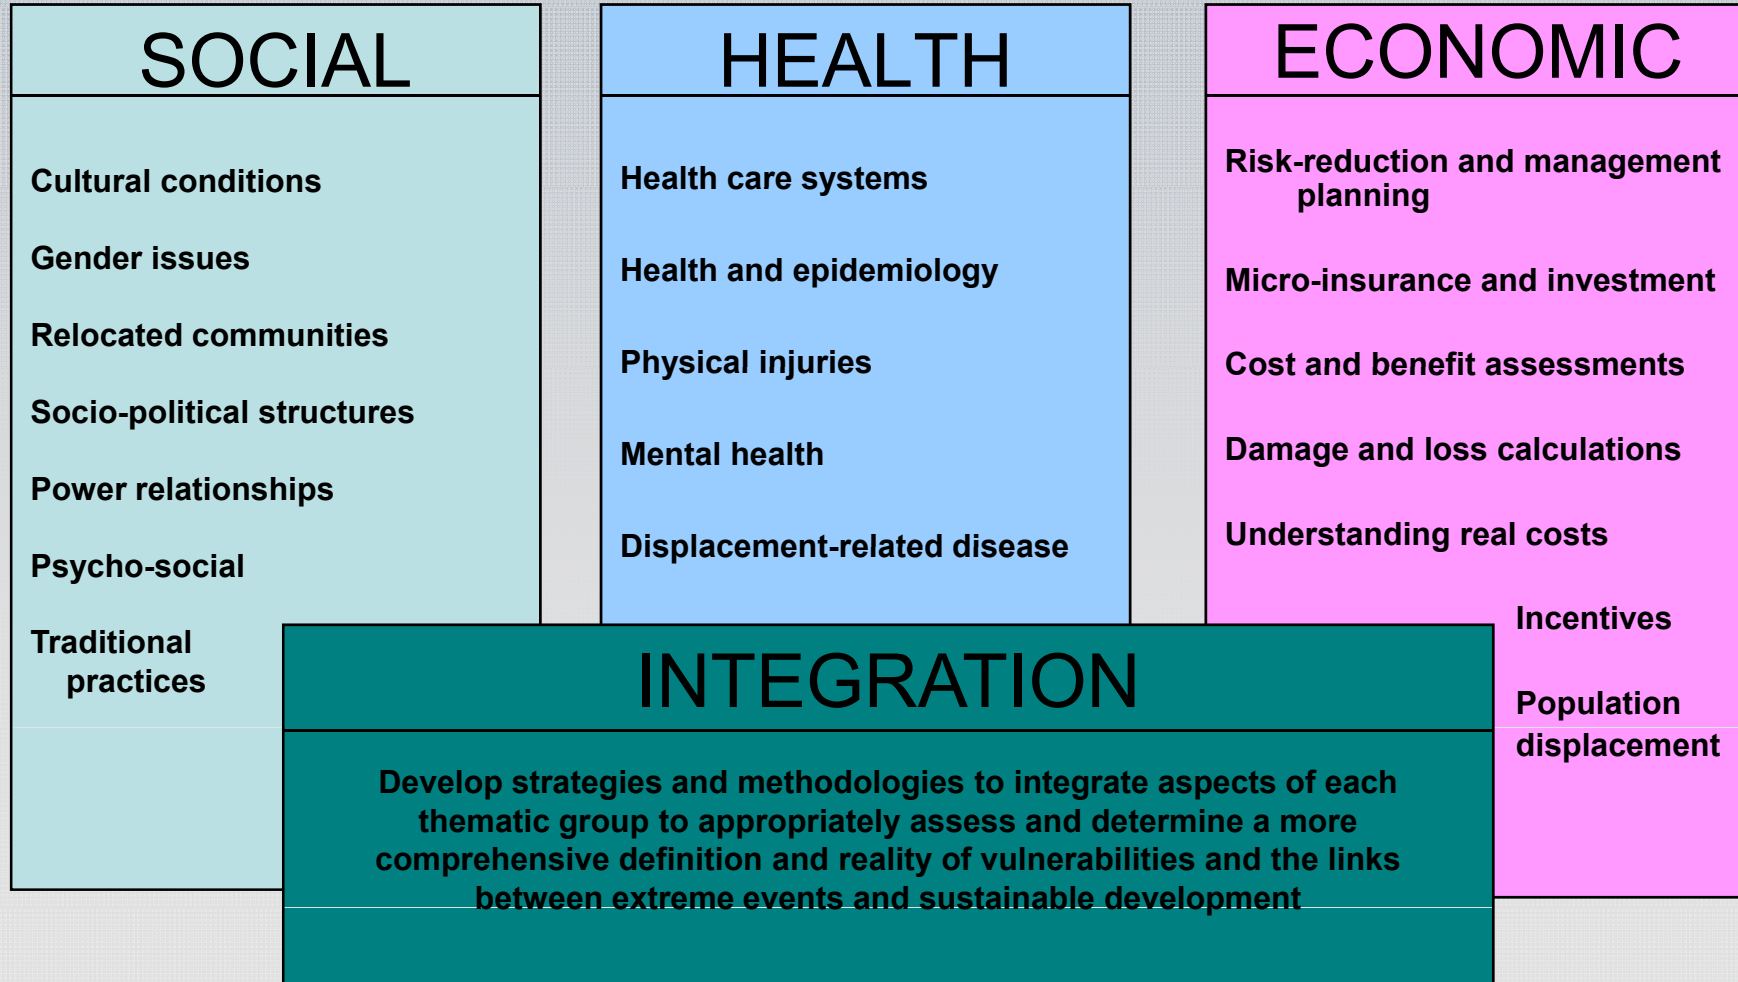 SOCIAL
Cultural conditions
Gender issues
Relocated communities
Socio-political structures
Power relationships
Psycho-social
Traditional
practices
HEALTH
Health care systems
Health and epidemiology
Physical injuries
Mental health
Displacement-related disease
ECONOMIC
Risk-reduction and management
planning
Micro-insurance and investment
Cost and benefit assessments
Damage and loss calculations
Understanding real costs
Incentives
Population
displacement
INTEGRATION
Develop strategies and methodologies to integrate aspects of each
thematic group to appropriately assess and determine a more
comprehensive definition and reality of vulnerabilities and the links
between extreme events and sustainable development